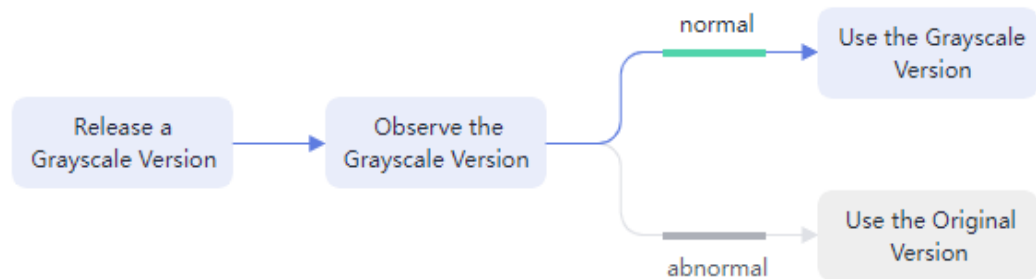 Release a
Grayscale Version
Observe the
Grayscale Version
normal
Use the Grayscale
Version
abnormal
Use the Original
Version